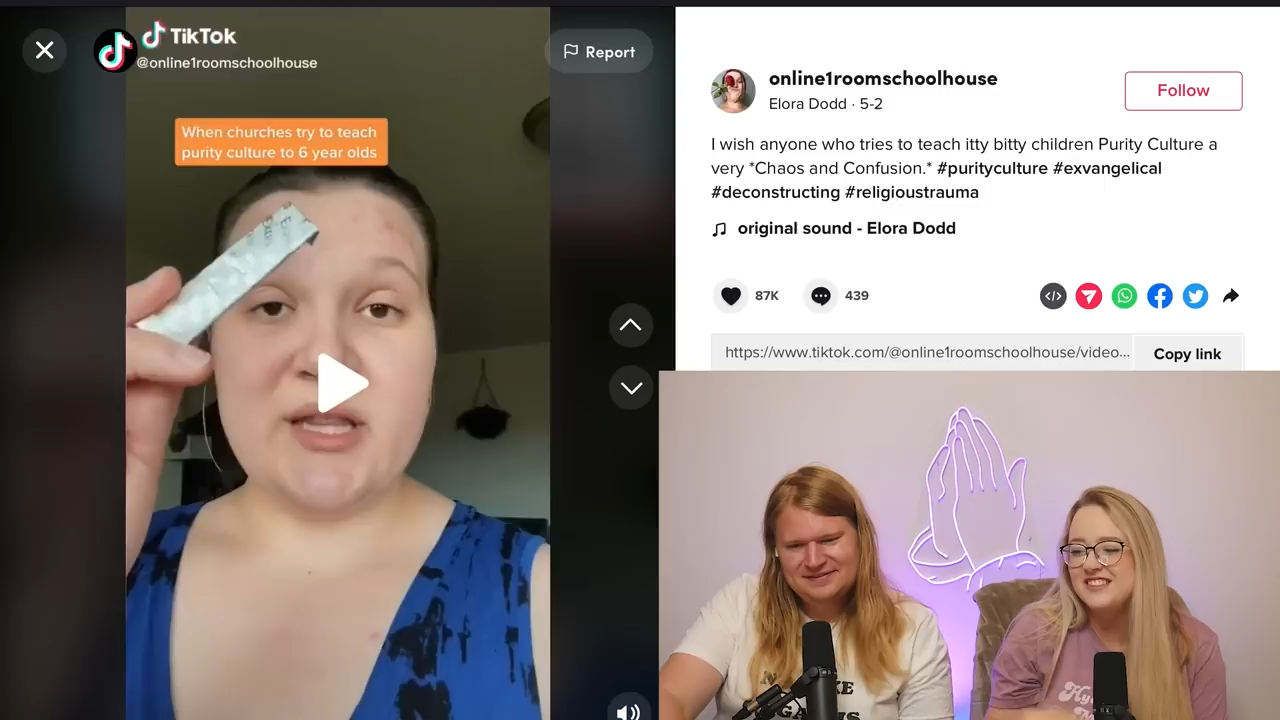 TikTok
@online1roomschoolhouse
Report
When churches try to teach
purity culture to 6 year olds
online1roomschoolhouse
Elora Dodd · 5-2
Follow
I wish anyone who tries to teach itty bitty children Purity Culture a
very *Chaos and Confusion.* #purityculture #exvangelical
#deconstructing #religioustrauma
original sound - Elora Dodd
87K
439
https://www.tiktok.com/@online1roomschoolhouse/video...
Copy link